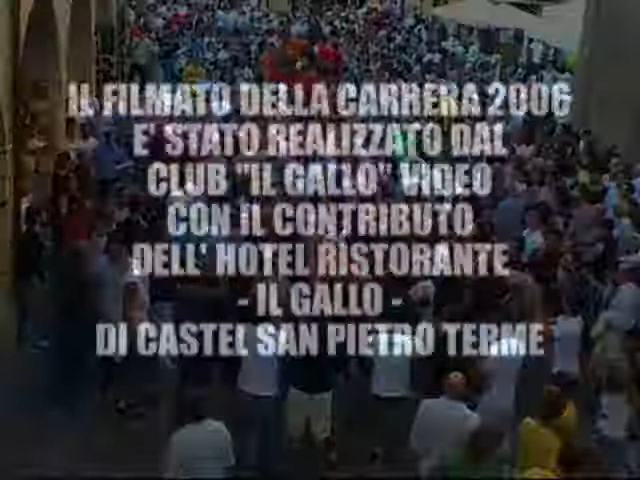 IL FILMATO DELLA CARRERA 2006
E' STATO REALIZZATO DAL
CLUB "IL GALLO" VIDEO
CON IL CONTRIBUTO
DELL' HOTEL RISTORANTE
- IL GALLO -
DI CASTEL SAN PIETRO TERME